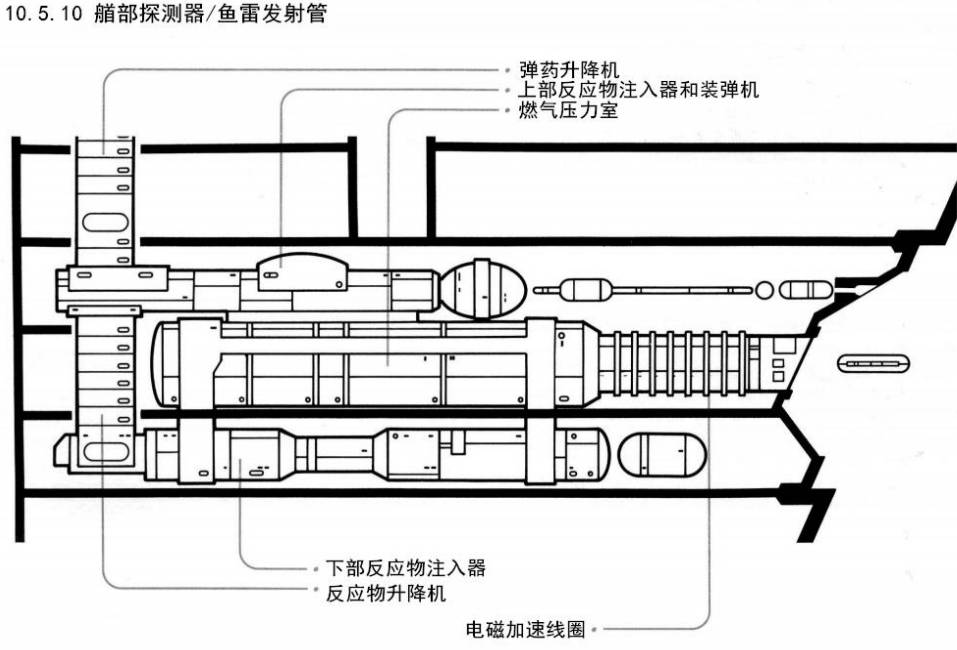 10.5.10 艏部探测器/鱼雷发射管
弹药升降机
上部反应物注入器和装弹机
燃气压力室
下部反应物注入器
反应物升降机
电磁加速线圈